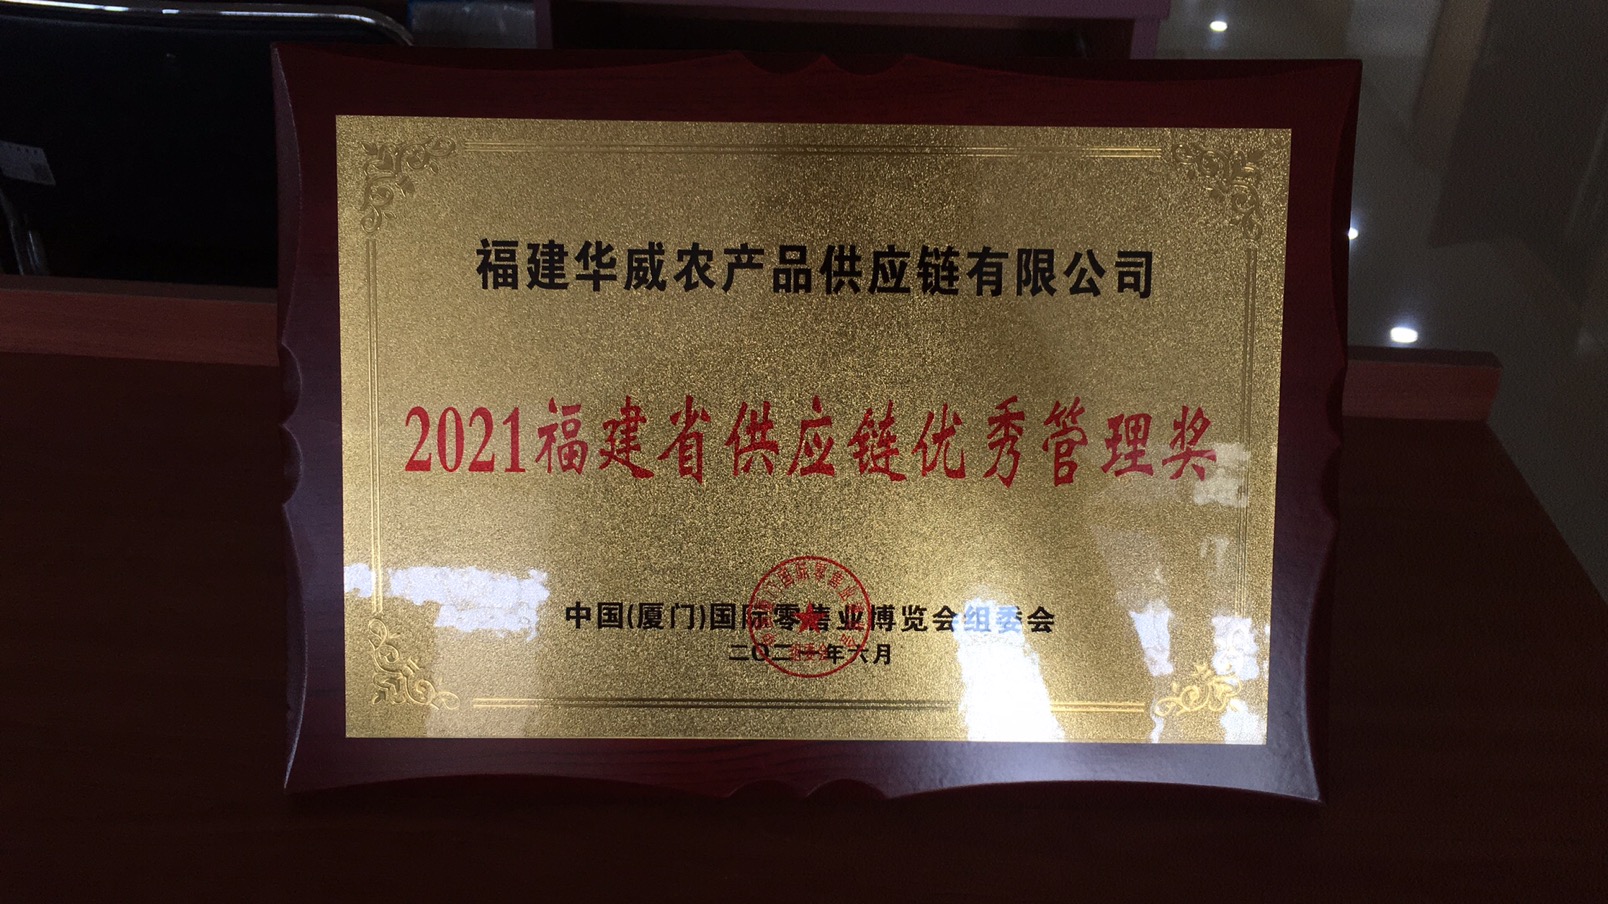 福建华威农产品供应链有限公司
2021福建省供应链优秀管理奖
中国(厦门)国际零售业博览会组委会
二〇二一年六月